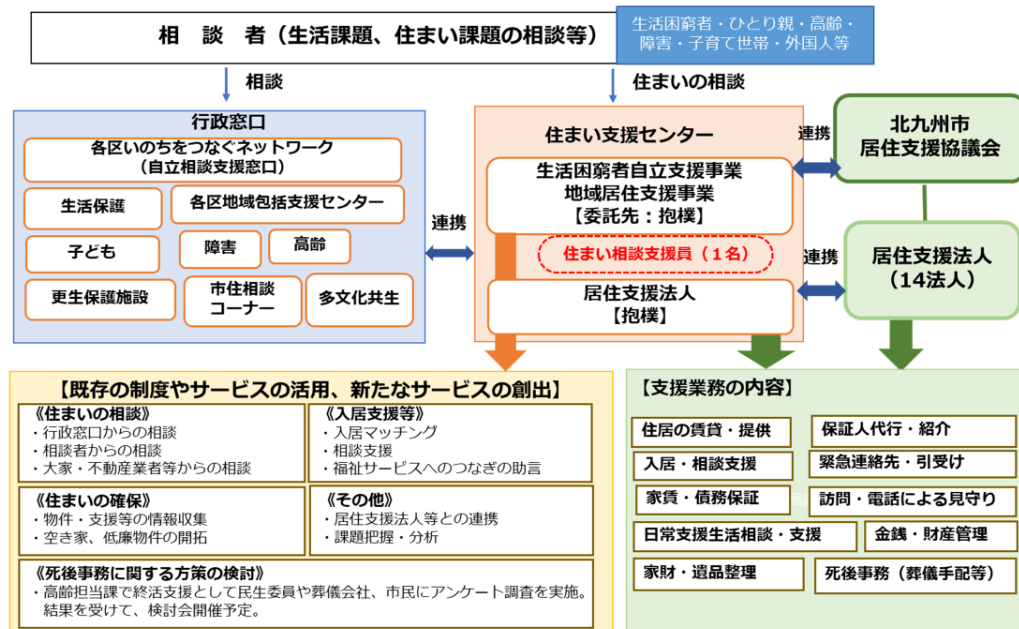 相　談　者（生活課題、住まい課題の相談等）
生活困窮者・ひとり親・高齢・
障害・子育て世帯・外国人等
相談
住まいの相談
行政窓口
各区いのちをつなぐネットワーク
（自立相談支援窓口）
生活保護
各区地域包括支援センター
子ども
障害
高齢
更生保護施設
市住相談
コーナー
多文化共生
連携
住まい支援センター
生活困窮者自立支援事業
地域居住支援事業
【委託先：抱樸】
住まい相談支援員（１名）
居住支援法人
【抱樸】
連携
北九州市
居住支援協議会
連携
居住支援法人
（14法人）
【既存の制度やサービスの活用、新たなサービスの創出】
《住まいの相談》
・行政窓口からの相談
・相談者からの相談
・大家・不動産業者等からの相談
《入居支援等》
・入居マッチング
・相談支援
・福祉サービスへのつなぎの助言
《住まいの確保》
・物件・支援等の情報収集
・空き家、低廉物件の開拓
《その他》
・居住支援法人等との連携
・課題把握・分析
《死後事務に関する方策の検討》
・高齢担当課で終活支援として民生委員や葬儀会社、市民にアンケート調査を実施。
結果を受けて、検討会開催予定。
【支援業務の内容】
住居の賃貸・提供
保証人代行・紹介
入居・相談支援
緊急連絡先・引受け
家賃・債務保証
訪問・電話による見守り
日常支援生活相談・支援
金銭・財産管理
家財・遺品整理
死後事務（葬儀手配等）